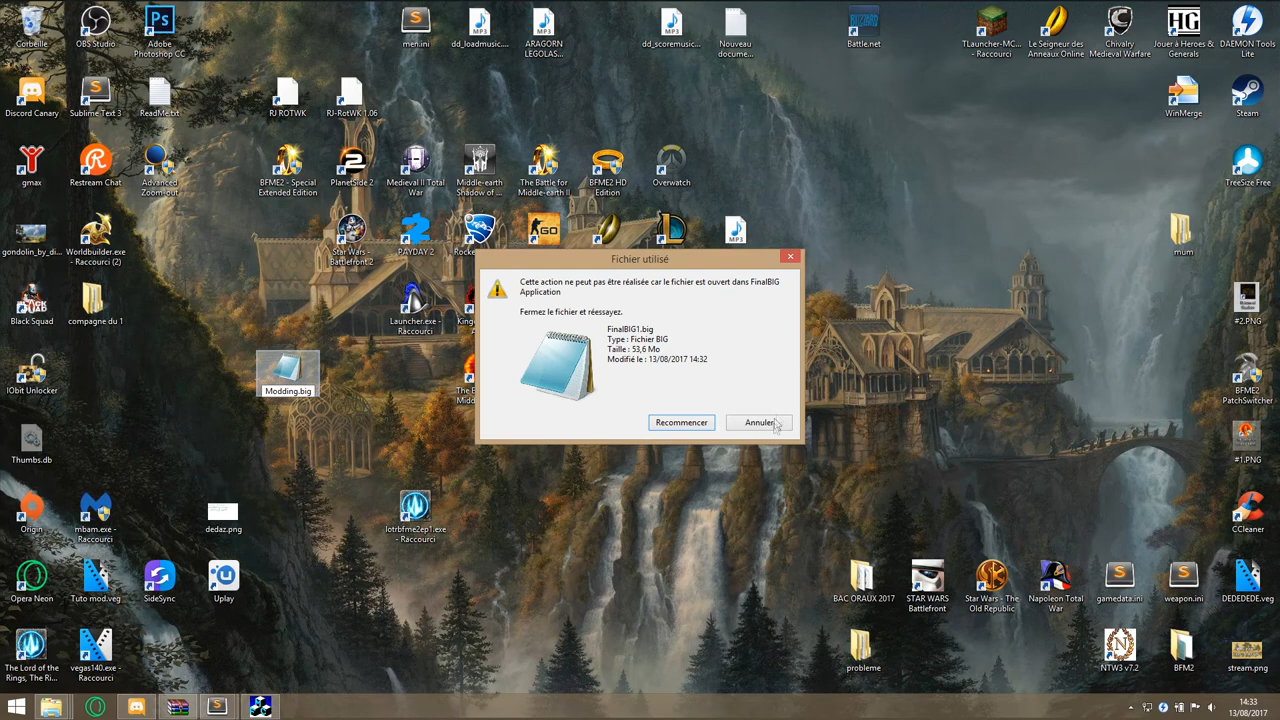 Corbeille
OBS Studio
Adobe
Photoshop CC
men.ini
dd_loadmusic....
ARAGORN
LEGOLAS...
dd_scoremusic...
Nouveau
docume...
Battle.net
TLauncher-MC...
- Raccourci
Le Seigneur des
Anneaux Online
Chivalry
Medieval Warfare
Jouer à Heroes &
Generals
DAEMON Tools
Lite
Discord Canary
Sublime Text 3
ReadMe.txt
RJ ROTWK
RJ-RotWK 1.06
WinMerge
Steam
gmax
Restream Chat
Advanced
Zoom-out
BFME2 - Special
Extended Edition
PlanetSide 2
Medieval II Total
War
Middle-earth
Shadow of ...
The Battle for
Middle-earth II
BFME2 HD
Edition
Overwatch
TreeSize Free
gondolin_by_di...
Worldbuilder.exe
- Raccourci (2)
Star Wars -
Battlefront 2
PAYDAY 2
mum
Black Squad
compagne du 1
Launcher.exe -
Raccourci
#2.PNG
Fichier utilisé
Cette action ne peut pas être réalisée car le fichier est ouvert dans FinalBIG
Application
Fermez le fichier et réessayez.
FinalBIG1.big
Type : Fichier BIG
Taille : 53,6 Mo
Modifié le : 13/08/2017 14:32
Recommencer
Annuler
IObit Unlocker
Modding.big
BFME2
PatchSwitcher
Thumbs.db
#1.PNG
Origin
mbam.exe -
Raccourci
dedaz.png
lotrbfme2ep1.exe
- Raccourci
CCleaner
Opera Neon
Tuto mod.veg
SideSync
Uplay
BAC ORAUX 2017
STAR WARS
Battlefront
Star Wars - The
Old Republic
Napoleon Total
War
gamedata.ini
weapon.ini
DEDEDEDE.veg
The Lord of the
Rings, The Ri...
vegas140.exe -
Raccourci
probleme
NTW3 v7.2
BFM2
stream.png
14:33
13/08/2017